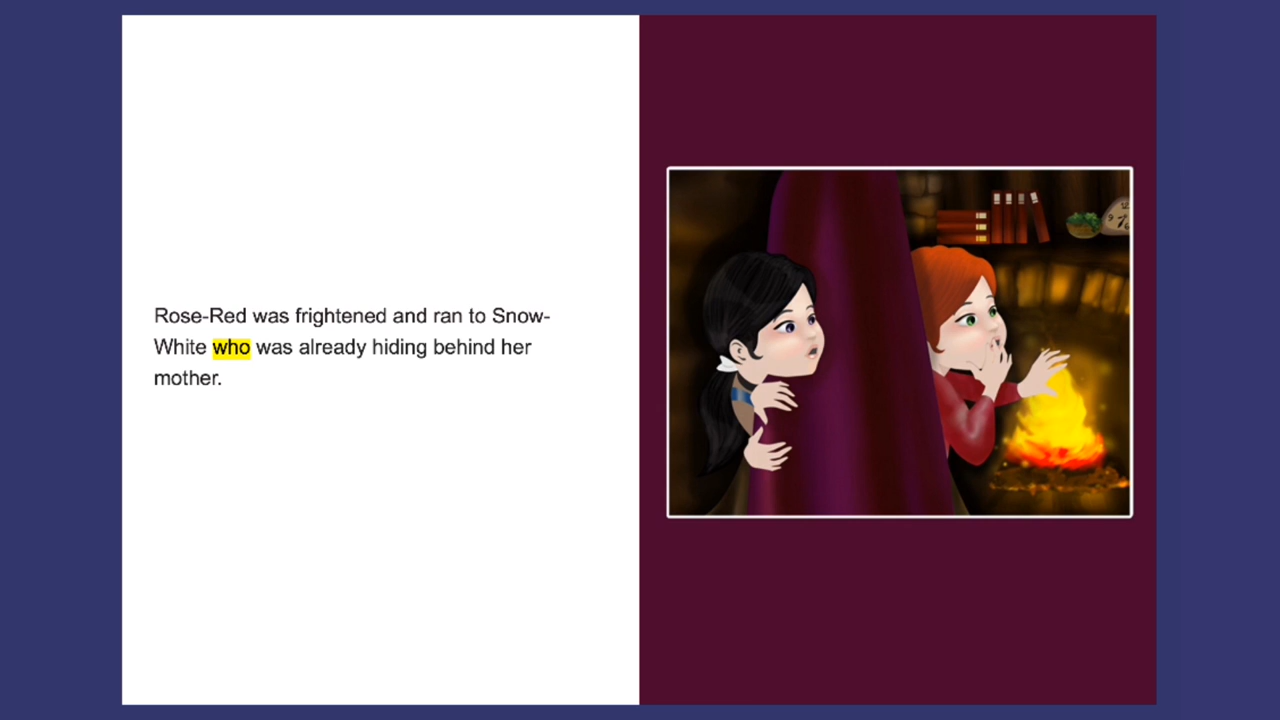 Rose-Red was frightened and ran to Snow-
White who was already hiding behind her
mother.